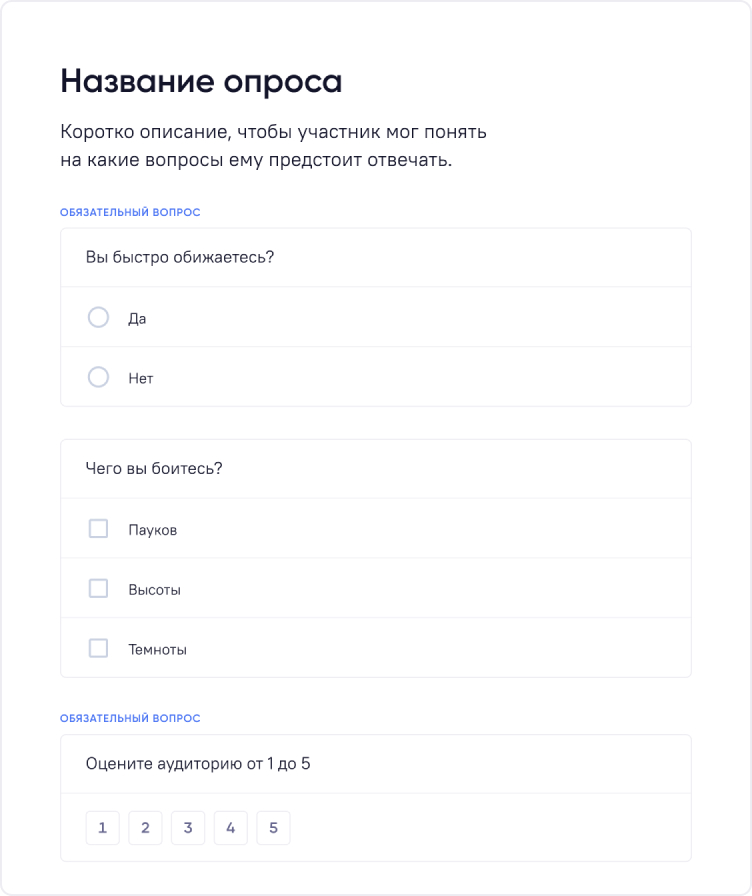 Название опроса
Коротко описание, чтобы участник мог понять
на какие вопросы ему предстоит отвечать.
ОБЯЗАТЕЛЬНЫЙ ВОПРОС
Вы быстро обижаетесь?
Да
Нет
Чего вы боитесь?
Пауков
Высоты
Темноты
ОБЯЗАТЕЛЬНЫЙ ВОПРОС
Оцените аудиторию от 1 до 5
1 2 3 4 5